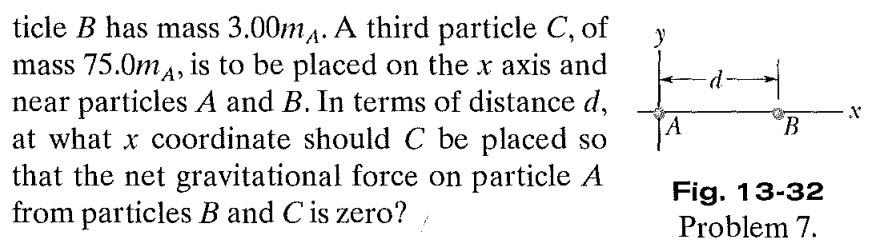 ticle B has mass 3.00m_A. A third particle C, of
mass 75.0m_A, is to be placed on the x axis and
near particles A and B. In terms of distance d,
at what x coordinate should C be placed so
that the net gravitational force on particle A
from particles B and C is zero?
y
d
x
A
B
Fig. 13-32
Problem 7.